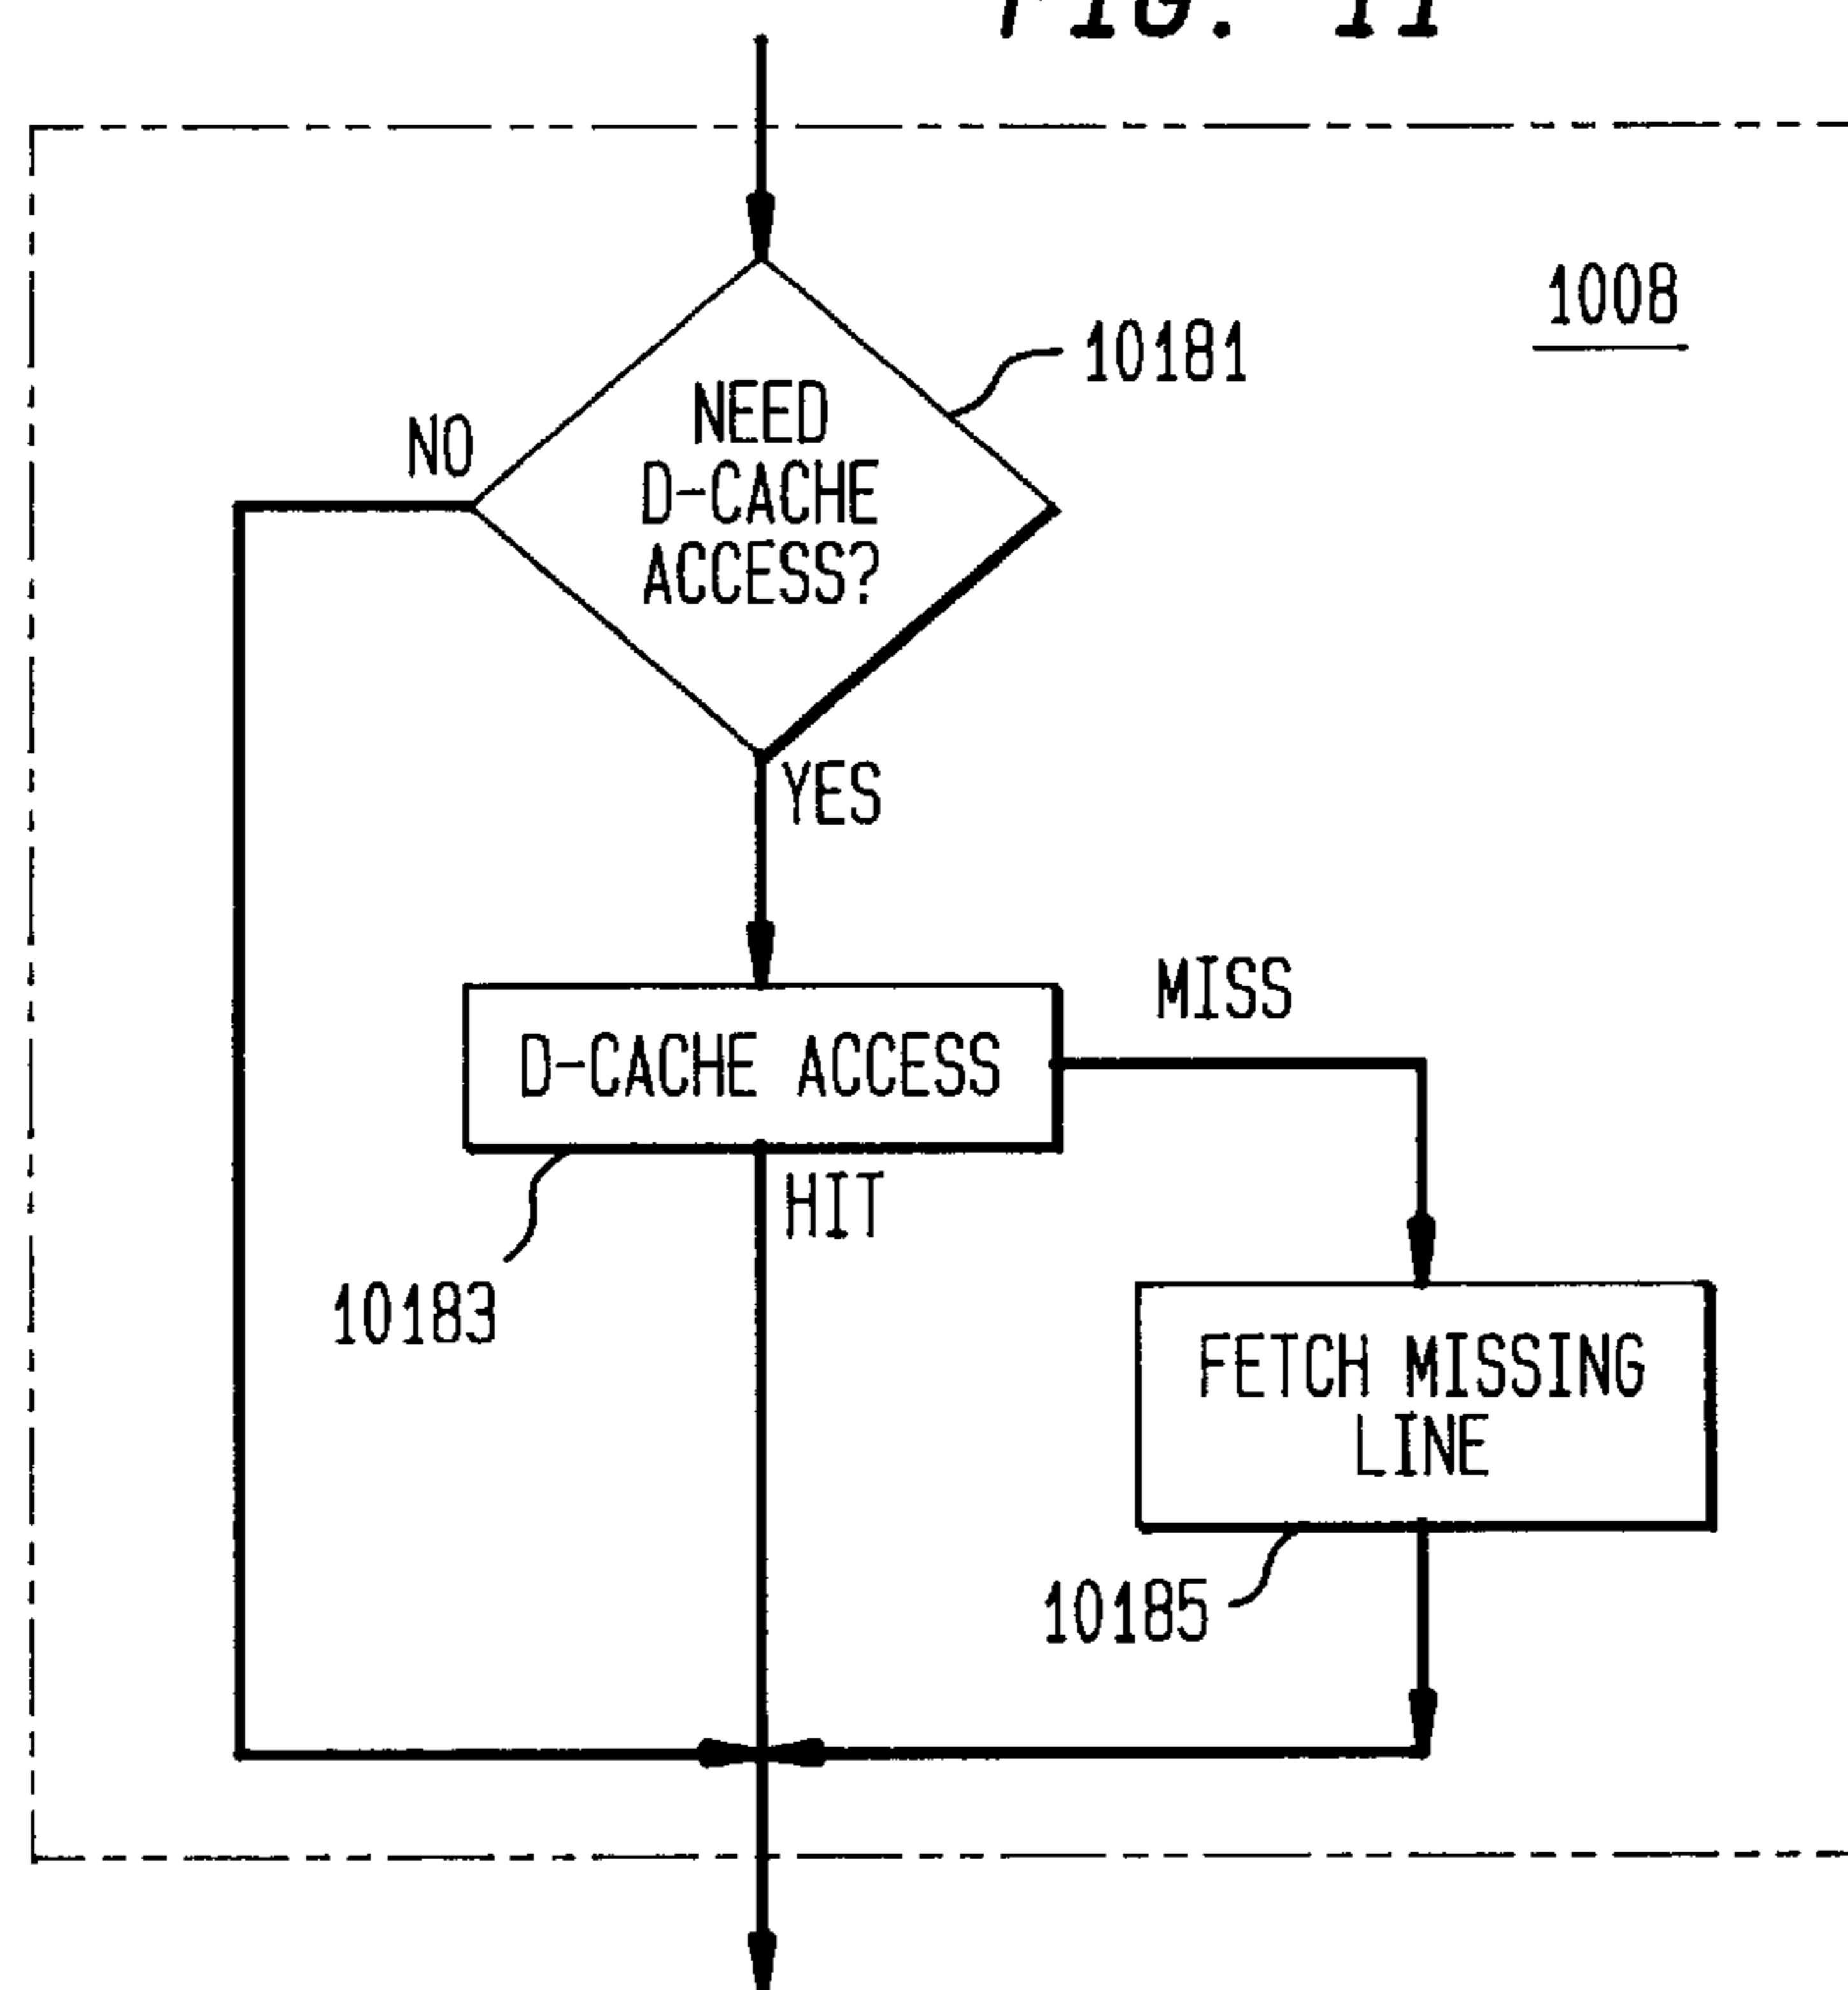 FIG. 11
1008
10181
NEED
D-CACHE
ACCESS?
NO
YES
D-CACHE ACCESS
MISS
HIT
10183
FETCH MISSING
LINE
10185